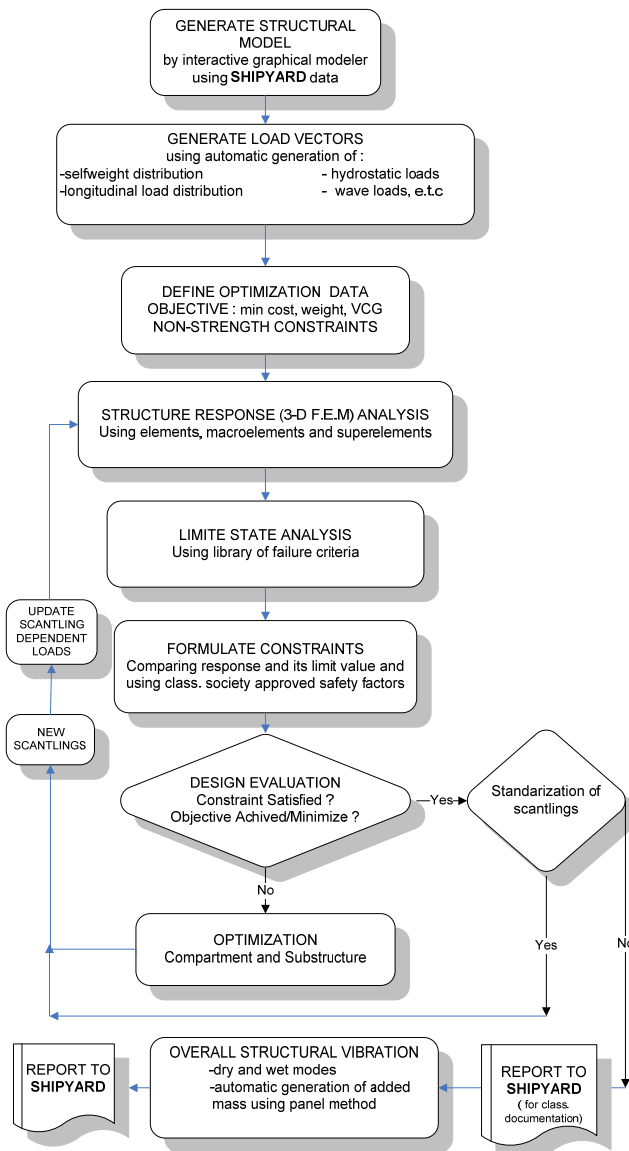 GENERATE STRUCTURAL
MODEL
by interactive graphical modeler
using SHIPYARD data
GENERATE LOAD VECTORS
using automatic generation of :
-selfweight distribution - hydrostatic loads
-longitudinal load distribution - wave loads, e.t.c
DEFINE OPTIMIZATION DATA
OBJECTIVE : min cost, weight, VCG
NON-STRENGTH CONSTRAINTS
STRUCTURE RESPONSE (3-D F.E.M) ANALYSIS
Using elements, macroelements and superelements
LIMITE STATE ANALYSIS
Using library of failure criteria
UPDATE
SCANTLING
DEPENDENT
LOADS
FORMULATE CONSTRAINTS
Comparing response and its limit value and
using class. society approved safety factors
NEW
SCANTLINGS
DESIGN EVALUATION
Constraint Satisfied ?
Objective Achived/Minimize ?
Yes
Standarization of
scantlings
No
OPTIMIZATION
Compartment and Substructure
Yes
No
REPORT TO
SHIPYARD
OVERALL STRUCTURAL VIBRATION
-dry and wet modes
-automatic generation of added
mass using panel method
REPORT TO
SHIPYARD
( for class.
documentation)